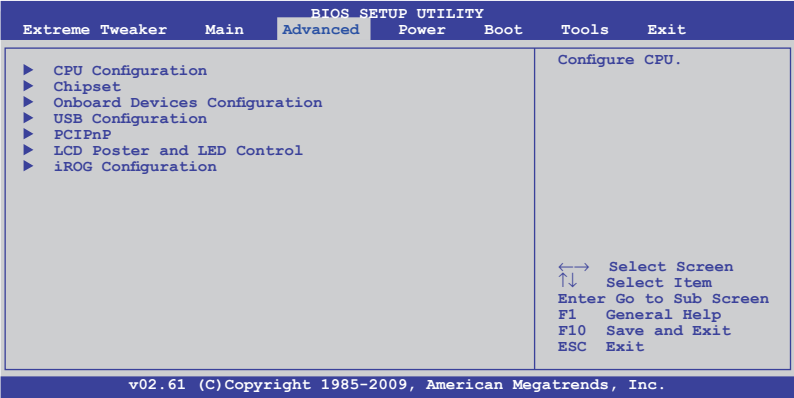 BIOS SETUP UTILITY
Extreme Tweaker Main Advanced Power Boot Tools Exit
▶ CPU Configuration
▶ Chipset
▶ Onboard Devices Configuration
▶ USB Configuration
▶ PCIPnP
▶ LCD Poster and LED Control
▶ iROG Configuration
Configure CPU.
←→ Select Screen
↑↓ Select Item
Enter Go to Sub Screen
F1 General Help
F10 Save and Exit
ESC Exit
v02.61 (C)Copyright 1985-2009, American Megatrends, Inc.